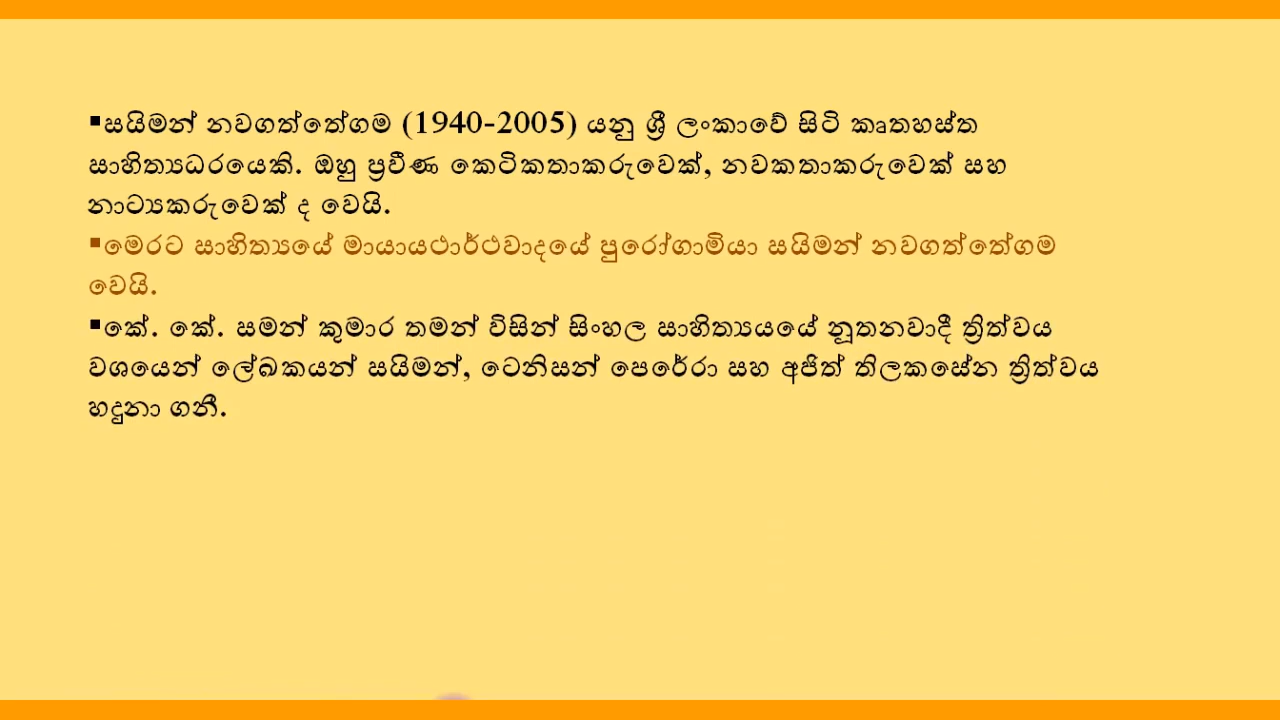 ▪සයිමන් නවගත්තේගම (1940-2005) යනු ශ්‍රී ලංකාවේ සිටි කෘතහස්ත
සාහිත්‍යධරයෙකි. ඔහු ප්‍රවීණ කෙටිකතාකරුවෙක්, නවකතාකරුවෙක් සහ
නාට්‍යකරුවෙක් ද වෙයි.
▪මෙරට සාහිත්‍යයේ මායායථාර්ථවාදයේ පුරෝගාමියා සයිමන් නවගත්තේගම
වෙයි.
▪කේ. කේ. සමන් කුමාර තමන් විසින් සිංහල සාහිත්‍යයයේ නූතනවාදී ත්‍රිත්වය
වශයෙන් ලේඛකයන් සයිමන්, ටෙනිසන් පෙරේරා සහ අජිත් තිලකසේන ත්‍රිත්වය
හදුනා ගනී.